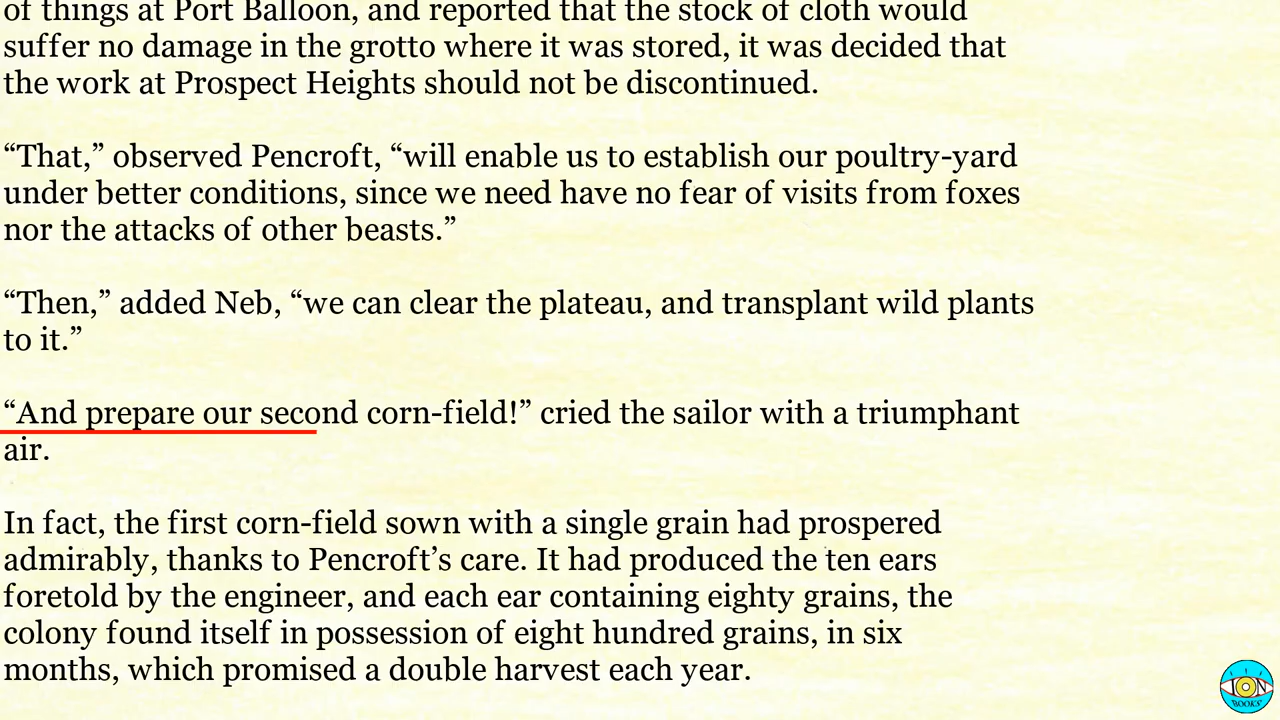 of things at Port Balloon, and reported that the stock of cloth would
suffer no damage in the grotto where it was stored, it was decided that
the work at Prospect Heights should not be discontinued.
“That,” observed Pencroft, “will enable us to establish our poultry-yard
under better conditions, since we need have no fear of visits from foxes
nor the attacks of other beasts.”
“Then,” added Neb, “we can clear the plateau, and transplant wild plants
to it.”
“And prepare our second corn-field!” cried the sailor with a triumphant
air.
In fact, the first corn-field sown with a single grain had prospered
admirably, thanks to Pencroft’s care. It had produced the ten ears
foretold by the engineer, and each ear containing eighty grains, the
colony found itself in possession of eight hundred grains, in six
months, which promised a double harvest each year.
ION
BOOKS